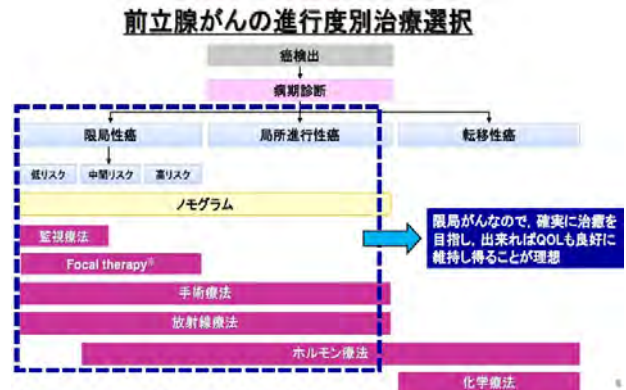 前立腺がんの進行度別治療選択
癌検出
病期診断
限局性癌
局所進行性癌
転移性癌
低リスク
中間リスク
高リスク
ノモグラム
監視療法
Focal therapy※
手術療法
放射線療法
ホルモン療法
化学療法
限局がんなので、確実に治癒を
目指し、出来ればQOLも良好に
維持し得ることが理想